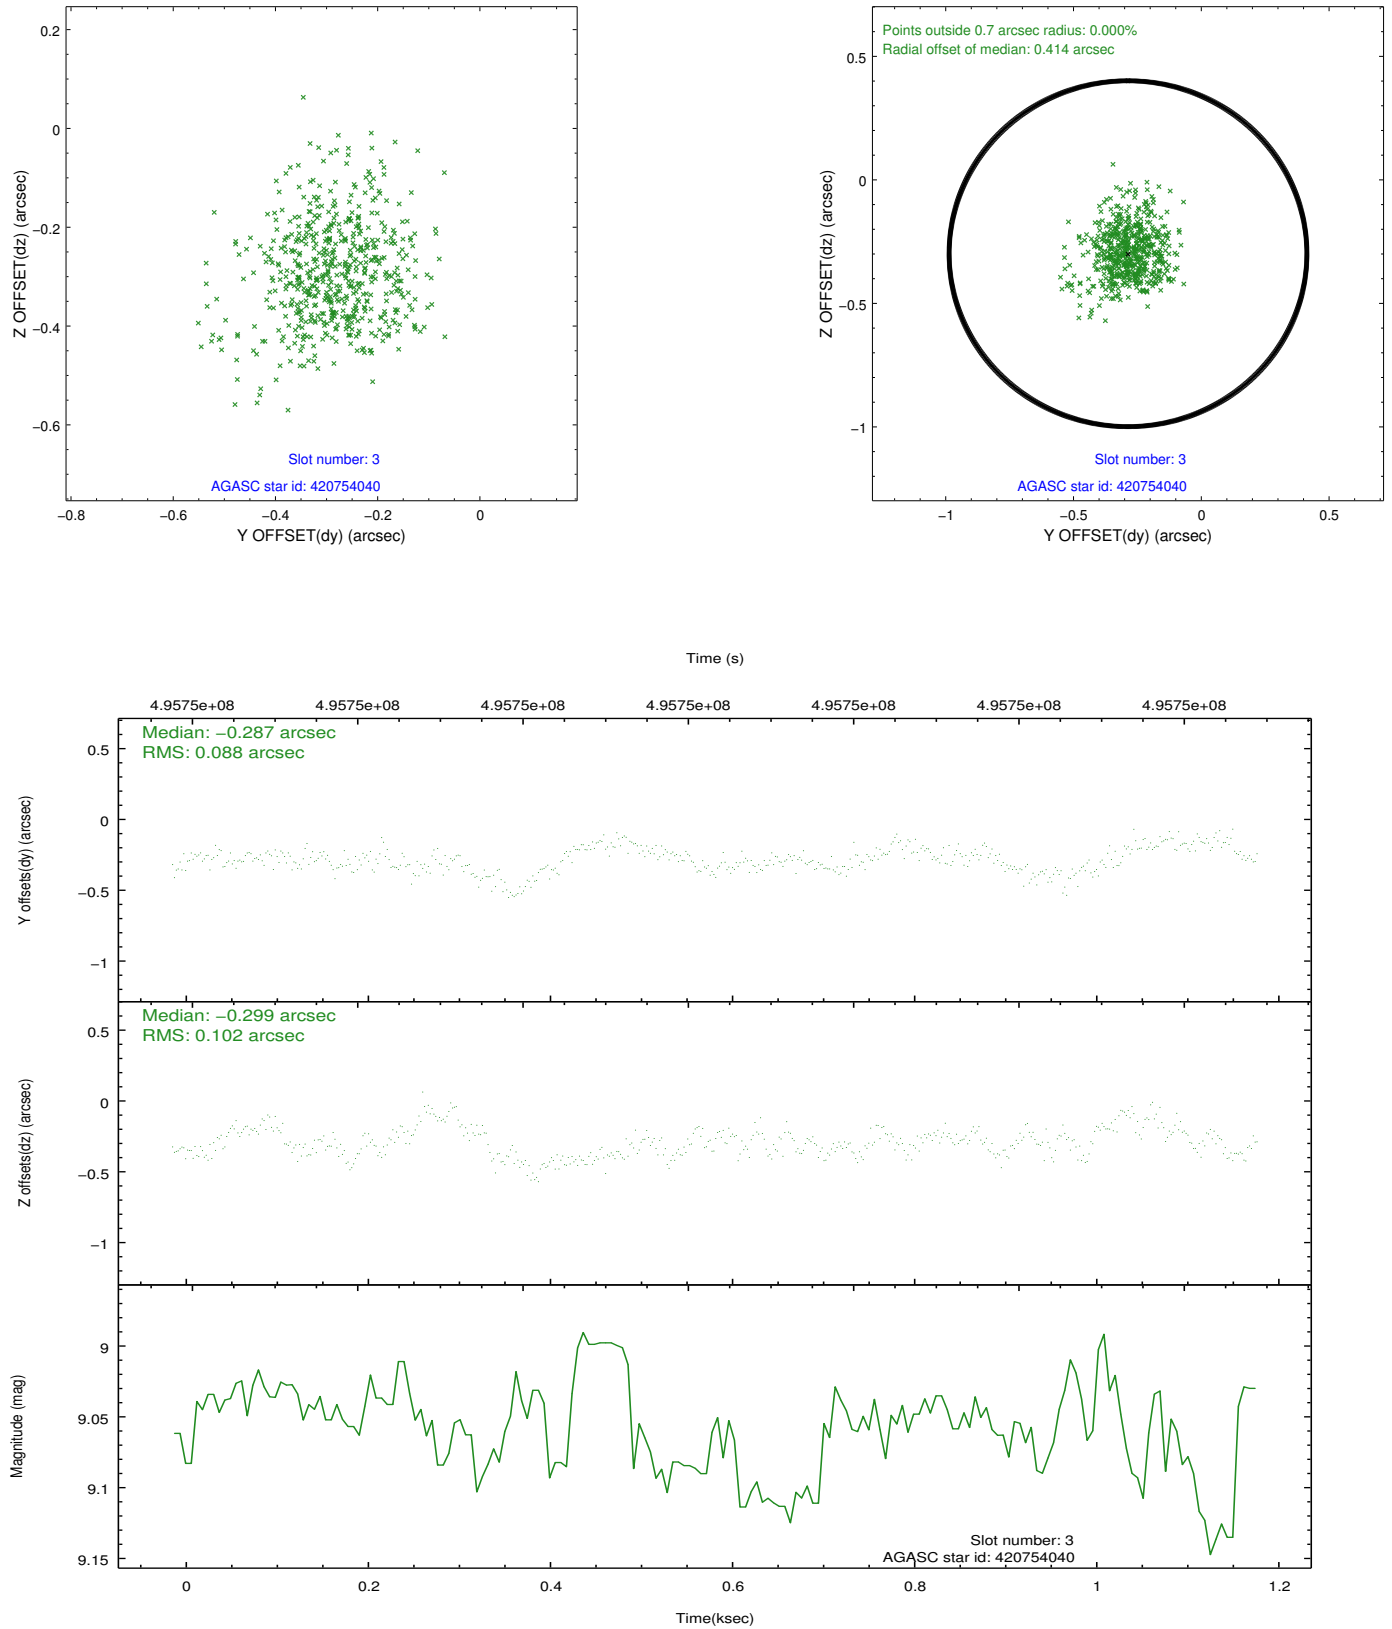 0.2
0
−0.2
−0.4
−0.6
Z OFFSET(dz) (arcsec)
Slot number: 3
AGASC star id: 420754040
−0.8 −0.6 −0.4 −0.2 0
Y OFFSET(dy) (arcsec)
Points outside 0.7 arcsec radius: 0.000%
Radial offset of median: 0.414 arcsec
0.5
0
−0.5
−1
Z OFFSET(dz) (arcsec)
Slot number: 3
AGASC star id: 420754040
−1 −0.5 0 0.5
Y OFFSET(dy) (arcsec)
Time (s)
4.9575e+08 4.9575e+08 4.9575e+08 4.9575e+08 4.9575e+08 4.9575e+08 4.9575e+08
Median: −0.287 arcsec
RMS: 0.088 arcsec
0.5
0
−0.5
−1
Y offsets(dy) (arcsec)
Median: −0.299 arcsec
RMS: 0.102 arcsec
0.5
0
−0.5
−1
Z offsets(dz) (arcsec)
9
9.05
9.1
9.15
Magnitude (mag)
Slot number: 3
AGASC star id: 420754040
0 0.2 0.4 0.6 0.8 1 1.2
Time(ksec)